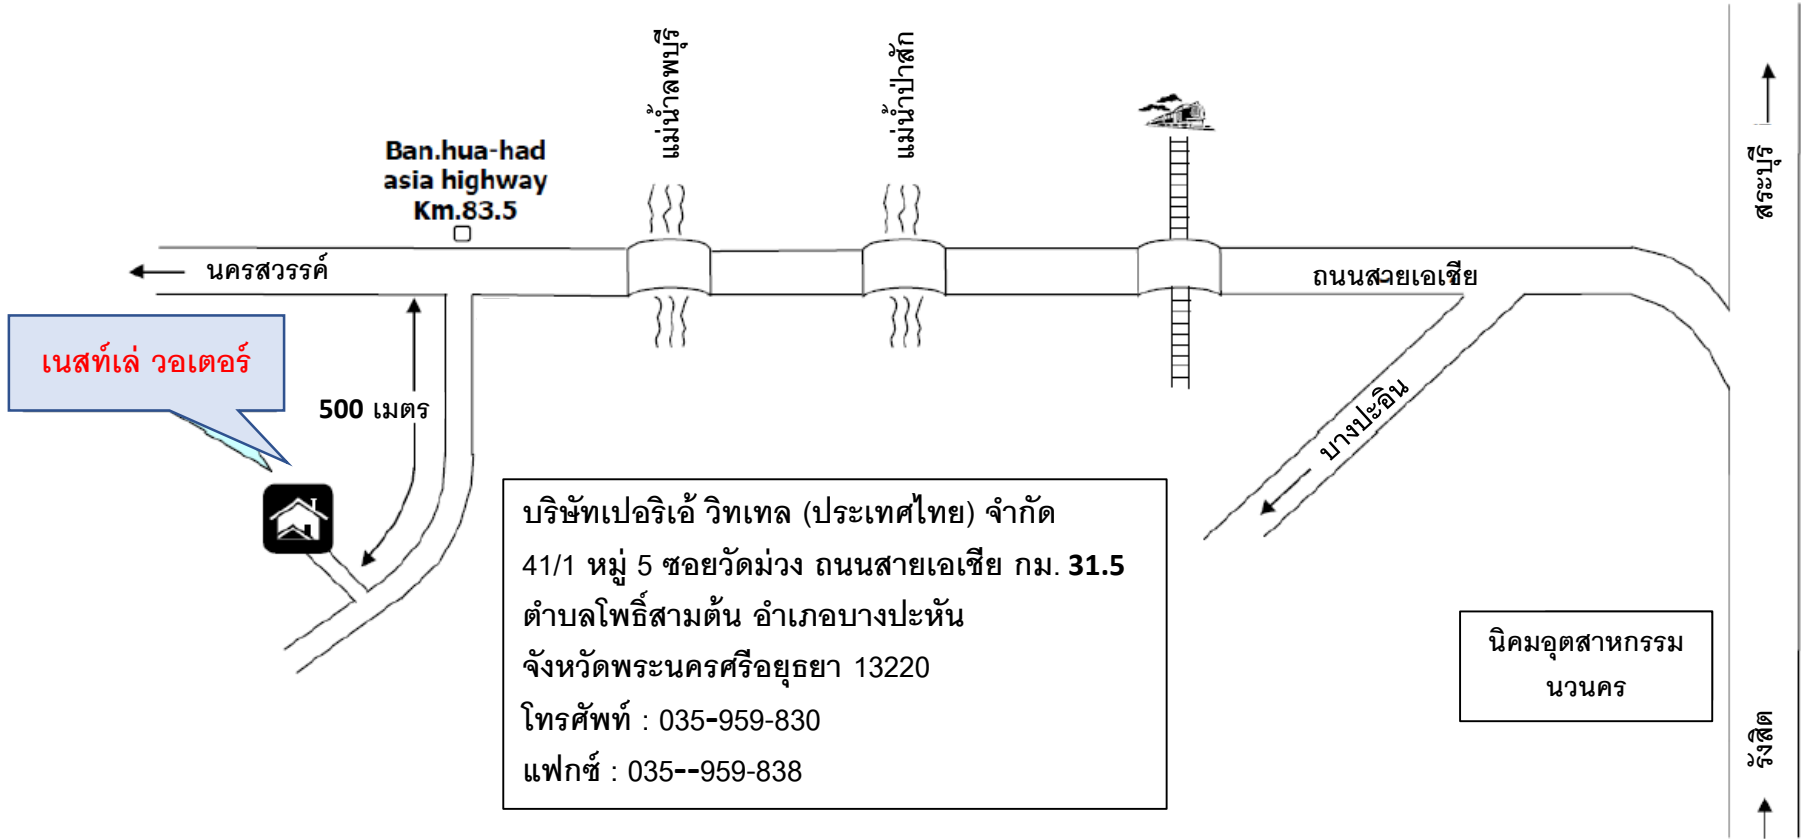 แม่น้ำลพบุรี
แม่น้ำป่าสัก
สระบุรี
Ban.hua-had
asia highway
Km.83.5
นครสวรรค์
ถนนสายเอเซีย
เนสท์เล่ วอเตอร์
500 เมตร
บางปะอิน
บริษัทเปอริเอ้ วิทเทล (ประเทศไทย) จำกัด
41/1 หมู่ 5 ซอยวัดม่วง ถนนสายเอเซีย กม. 31.5
ตำบลโพธิ์สามต้น อำเภอบางปะหัน
จังหวัดพระนครศรีอยุธยา 13220
โทรศัพท์ : 035-959-830
แฟกซ์ : 035--959-838
นิคมอุตสาหกรรม
นวนคร
รังสิต